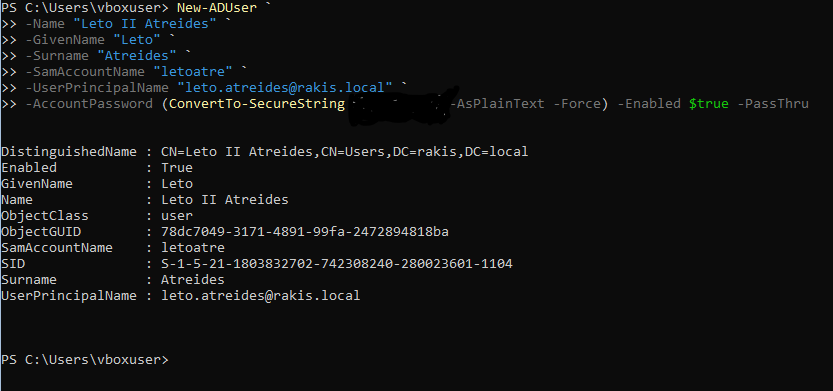 PS C:\Users\vboxuser> New-ADUser `
>> -Name "Leto II Atreides" `
>> -GivenName "Leto" `
>> -Surname "Atreides" `
>> -SamAccountName "letoatre" `
>> -UserPrincipalName "leto.atreides@rakis.local" `
>> -AccountPassword (ConvertTo-SecureString -AsPlainText -Force) -Enabled $true -PassThru
DistinguishedName : CN=Leto II Atreides,CN=Users,DC=rakis,DC=local
Enabled : True
GivenName : Leto
Name : Leto II Atreides
ObjectClass : user
ObjectGUID : 78dc7049-3171-4891-99fa-2472894818ba
SamAccountName : letoatre
SID : S-1-5-21-1803832702-742308240-280023601-1104
Surname : Atreides
UserPrincipalName : leto.atreides@rakis.local
PS C:\Users\vboxuser>